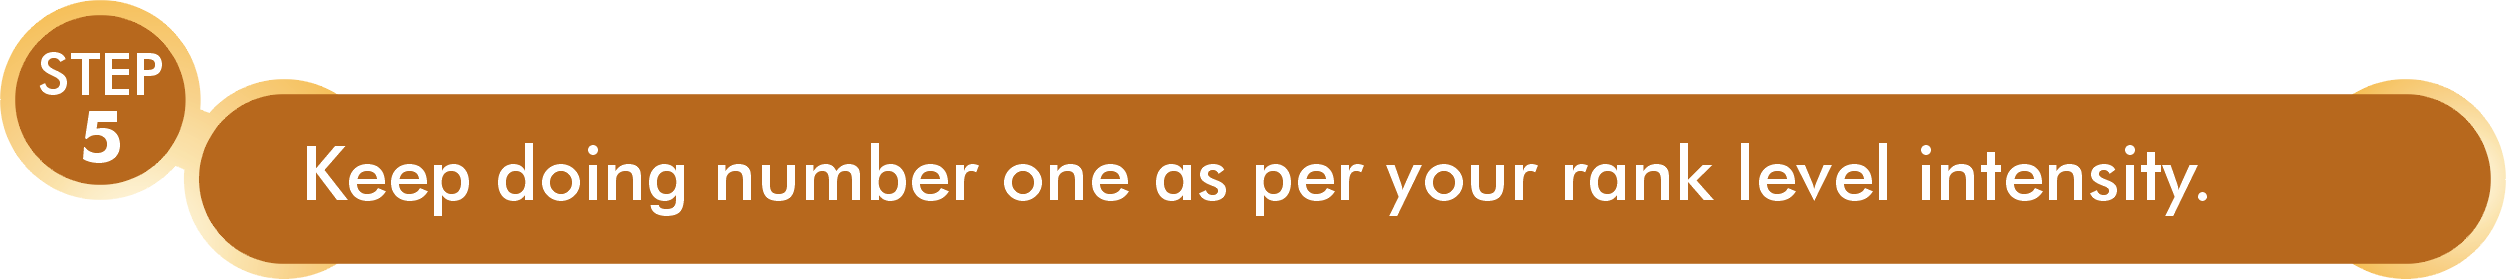 STEP
5
Keep doing number one as per your rank level intensity.